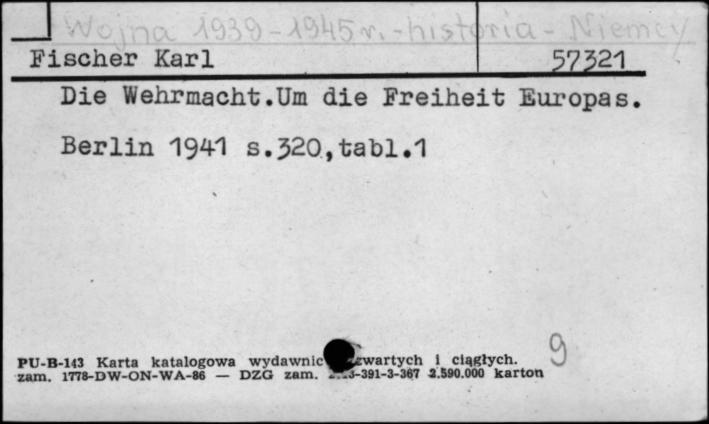 Wojna 1939-1945 r. - historia - Niemcy
Fischer Karl 57321
Die Wehrmacht.Um die Freiheit Europas.
Berlin 1941 s.320,tabl.1
9
PU-B-143 Karta katalogowa wydawnic zwartych i ciągłych.
zam. 1778-DW-ON-WA-86 — DZG zam. 3-391-3-367 2.590.000 karton